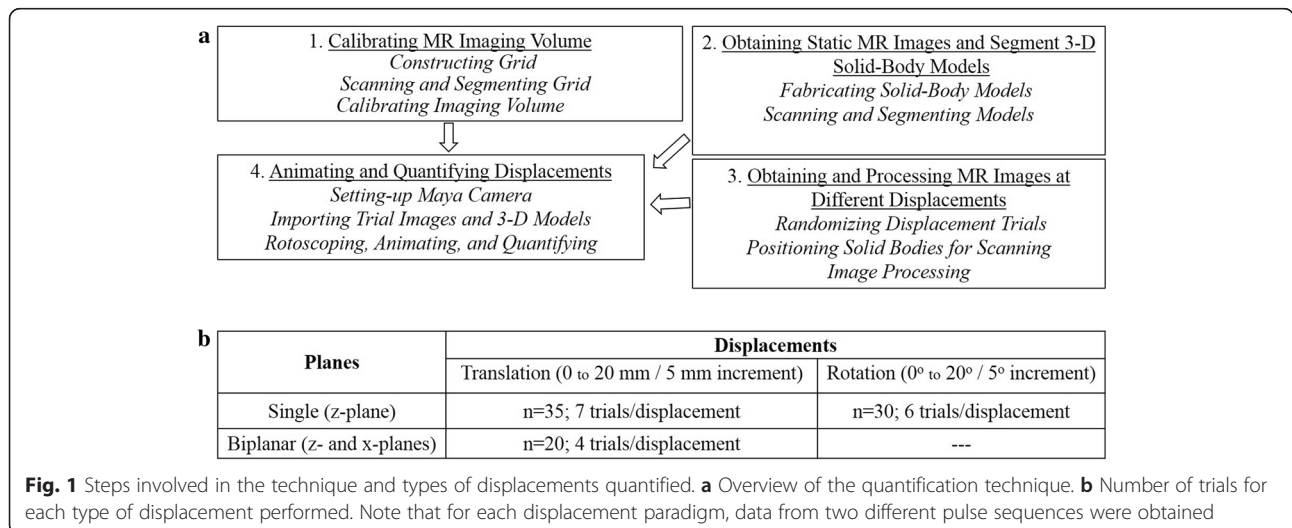 a
1. Calibrating MR Imaging Volume
Constructing Grid
Scanning and Segmenting Grid
Calibrating Imaging Volume
2. Obtaining Static MR Images and Segment 3-D
Solid-Body Models
Fabricating Solid-Body Models
Scanning and Segmenting Models
4. Animating and Quantifying Displacements
Setting-up Maya Camera
Importing Trial Images and 3-D Models
Rotoscoping, Animating, and Quantifying
3. Obtaining and Processing MR Images at
Different Displacements
Randomizing Displacement Trials
Positioning Solid Bodies for Scanning
Image Processing
b
Planes
Displacements
Translation (0 to 20 mm / 5 mm increment)
Rotation (0º to 20º / 5º increment)
Single (z-plane)
n=35; 7 trials/displacement
n=30; 6 trials/displacement
Biplanar (z- and x-planes)
n=20; 4 trials/displacement
---
Fig. 1 Steps involved in the technique and types of displacements quantified. a Overview of the quantification technique. b Number of trials for
each type of displacement performed. Note that for each displacement paradigm, data from two different pulse sequences were obtained